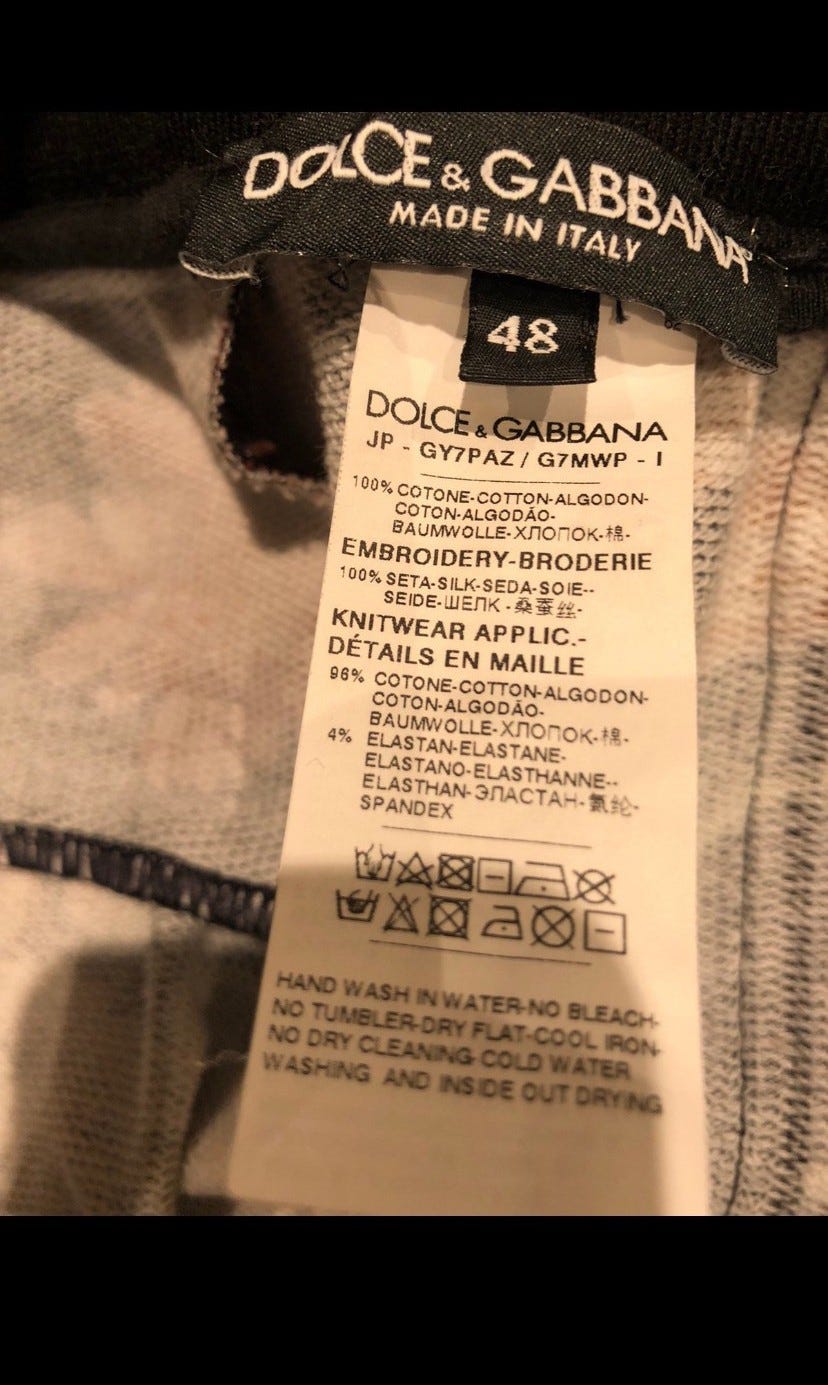 DOLCE & GABBANA
MADE IN ITALY
48
DOLCE & GABBANA
JP - GY7PAZ / G7MWP - I
100% COTONE-COTTON-ALGODON-
COTON-ALGODÃO-
BAUMWOLLE-ХЛОПОК-棉-
EMBROIDERY-BRODERIE
100% SETA-SILK-SEDA-SOIE--
SEIDE-ШЕЛК -桑蚕丝-
KNITWEAR APPLIC.-
DÉTAILS EN MAILLE
96% COTONE-COTTON-ALGODON-
COTON-ALGODÃO-
BAUMWOLLE-ХЛОПОК-棉-
4% ELASTAN-ELASTANE-
ELASTANO-ELASTHANNE--
ELASTHAN-ЭЛАСТАН-氨纶-
SPANDEX
HAND WASH IN WATER-NO BLEACH-
NO TUMBLER-DRY FLAT-COOL IRON-
NO DRY CLEANING-COLD WATER
WASHING AND INSIDE OUT DRYING